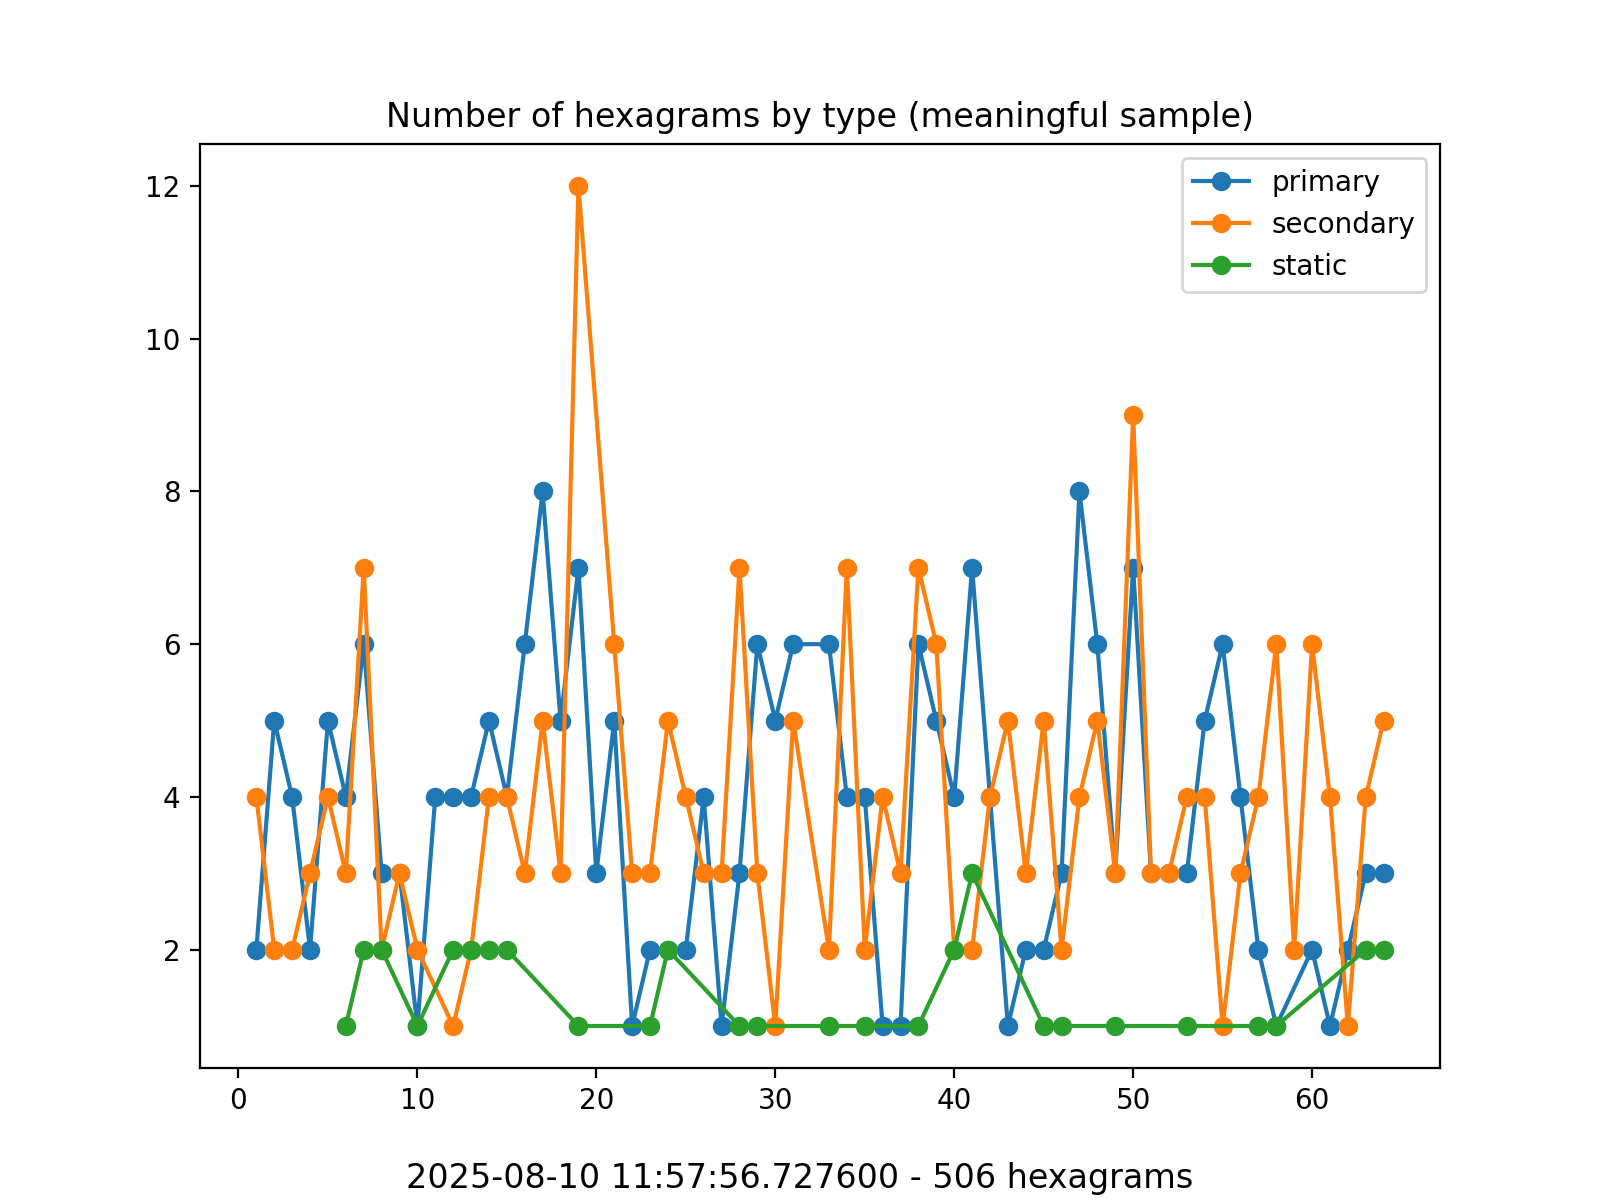 Number of hexagrams by type (meaningful sample)
primary
secondary
static
12
10
8
6
4
2
0 10 20 30 40 50 60
2025-08-10 11:57:56.727600 - 506 hexagrams